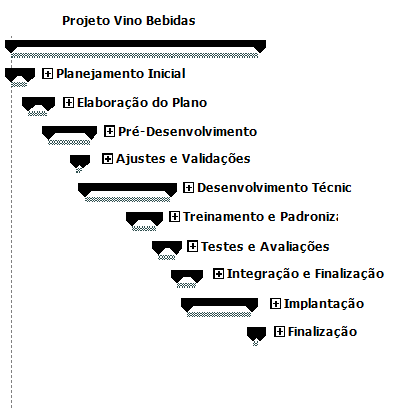 Projeto Vino Bebidas
Planejamento Inicial
Elaboração do Plano
Pré-Desenvolvimento
Ajustes e Validações
Desenvolvimento Técnic
Treinamento e Padroniza
Testes e Avaliações
Integração e Finalização
Implantação
Finalização